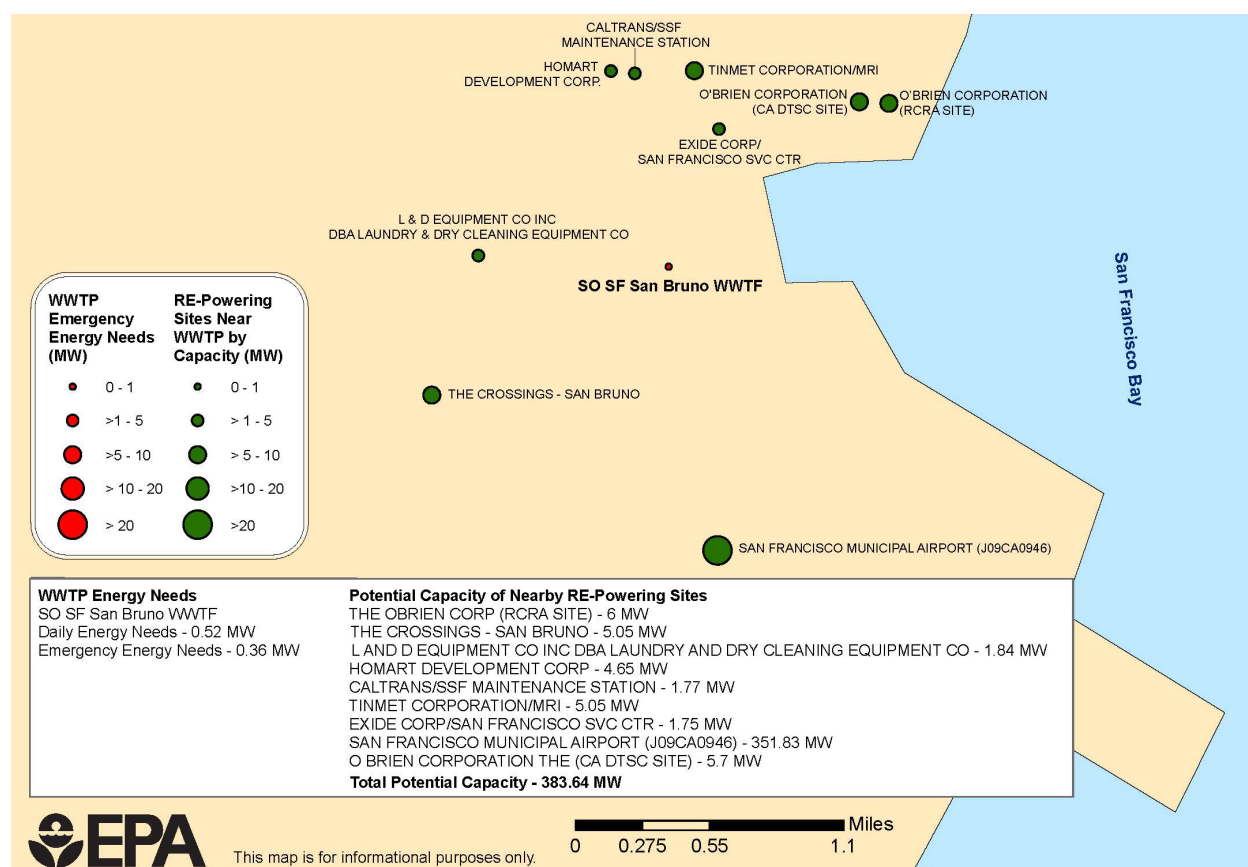 CALTRANS/SSF
MAINTENANCE STATION
HOMART
DEVELOPMENT CORP.
TINMET CORPORATION/MRI
O'BRIEN CORPORATION
(CA DTSC SITE)
O'BRIEN CORPORATION
(RCRA SITE)
EXIDE CORP/
SAN FRANCISCO SVC CTR
L & D EQUIPMENT CO INC
DBA LAUNDRY & DRY CLEANING EQUIPMENT CO
SO SF San Bruno WWTF
San Francisco Bay
THE CROSSINGS - SAN BRUNO
SAN FRANCISCO MUNICIPAL AIRPORT (J09CA0946)
WWTP
Emergency
Energy Needs
(MW)
0 - 1
>1 - 5
>5 - 10
> 10 - 20
> 20
RE-Powering
Sites Near
WWTP by
Capacity (MW)
0 - 1
> 1 - 5
> 5 - 10
>10 - 20
>20
WWTP Energy Needs
SO SF San Bruno WWTF
Daily Energy Needs - 0.52 MW
Emergency Energy Needs - 0.36 MW
Potential Capacity of Nearby RE-Powering Sites
THE OBRIEN CORP (RCRA SITE) - 6 MW
THE CROSSINGS - SAN BRUNO - 5.05 MW
L AND D EQUIPMENT CO INC DBA LAUNDRY AND DRY CLEANING EQUIPMENT CO - 1.84 MW
HOMART DEVELOPMENT CORP - 4.65 MW
CALTRANS/SSF MAINTENANCE STATION - 1.77 MW
TINMET CORPORATION/MRI - 5.05 MW
EXIDE CORP/SAN FRANCISCO SVC CTR - 1.75 MW
SAN FRANCISCO MUNICIPAL AIRPORT (J09CA0946) - 351.83 MW
O BRIEN CORPORATION THE (CA DTSC SITE) - 5.7 MW
Total Potential Capacity - 383.64 MW
EPA
This map is for informational purposes only.
Miles
0 0.275 0.55 1.1